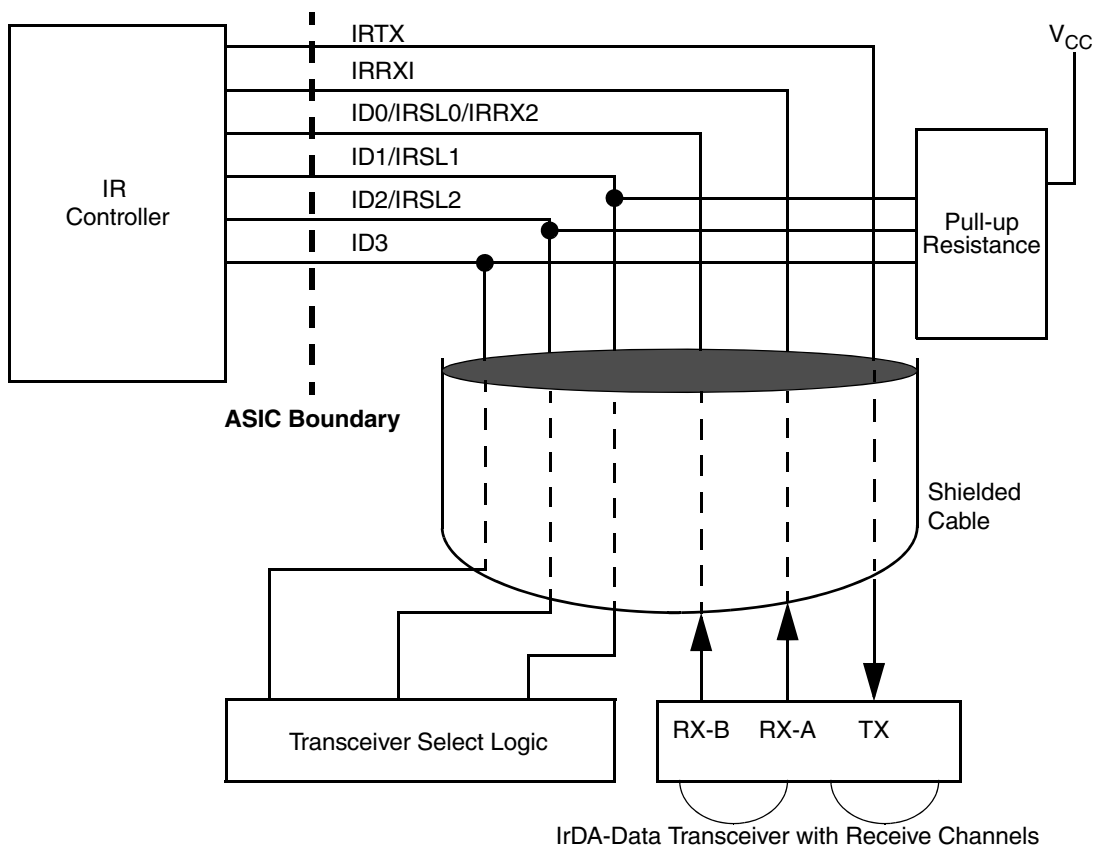 IRTX
V_CC
IRRXI
ID0/IRSL0/IRRX2
ID1/IRSL1
ID2/IRSL2
ID3
IR
Controller
Pull-up
Resistance
ASIC Boundary
Shielded
Cable
Transceiver Select Logic
RX-B RX-A TX
IrDA-Data Transceiver with Receive Channels